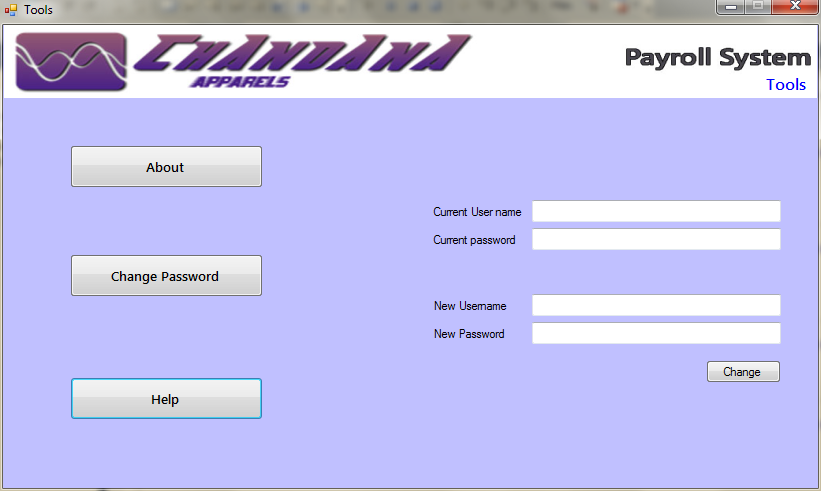 Tools
CHANDANA
APPARELS
Payroll System
Tools
About
Change Password
Help
Current User name
Current password
New Username
New Password
Change